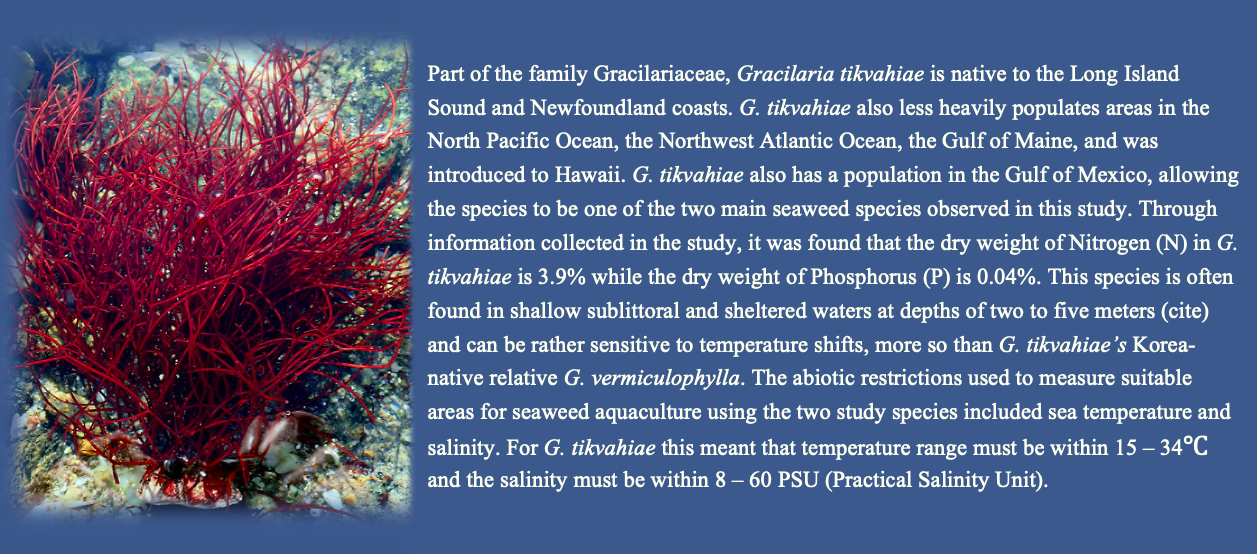 Part of the family Gracilariaceae, Gracilaria tikvahiae is native to the Long Island
Sound and Newfoundland coasts. G. tikvahiae also less heavily populates areas in the
North Pacific Ocean, the Northwest Atlantic Ocean, the Gulf of Maine, and was
introduced to Hawaii. G. tikvahiae also has a population in the Gulf of Mexico, allowing
the species to be one of the two main seaweed species observed in this study. Through
information collected in the study, it was found that the dry weight of Nitrogen (N) in G.
tikvahiae is 3.9% while the dry weight of Phosphorus (P) is 0.04%. This species is often
found in shallow sublittoral and sheltered waters at depths of two to five meters (cite)
and can be rather sensitive to temperature shifts, more so than G. tikvahiae’s Korea-
native relative G. vermiculophylla. The abiotic restrictions used to measure suitable
areas for seaweed aquaculture using the two study species included sea temperature and
salinity. For G. tikvahiae this meant that temperature range must be within 15 – 34℃
and the salinity must be within 8 – 60 PSU (Practical Salinity Unit).